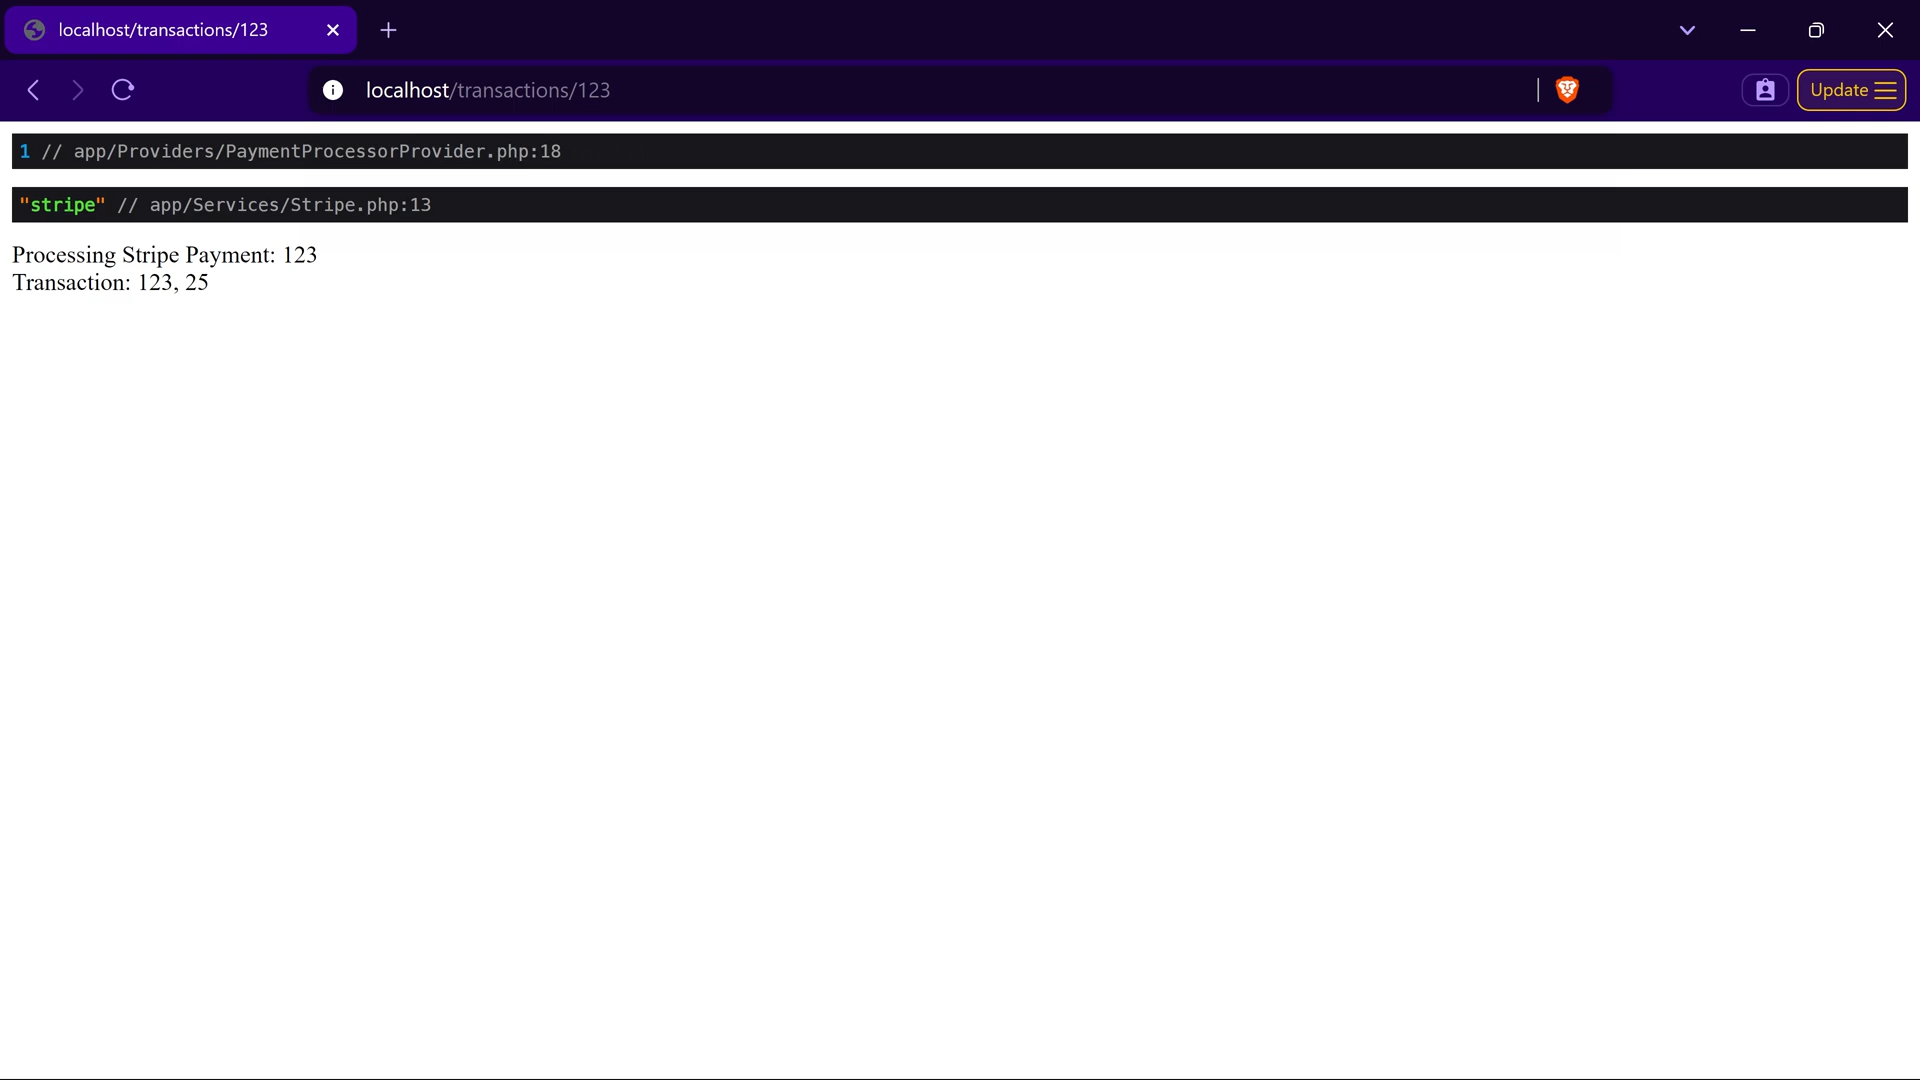 localhost/transactions/123
localhost/transactions/123
Update
1 // app/Providers/PaymentProcessorProvider.php:18
"stripe" // app/Services/Stripe.php:13
Processing Stripe Payment: 123
Transaction: 123, 25